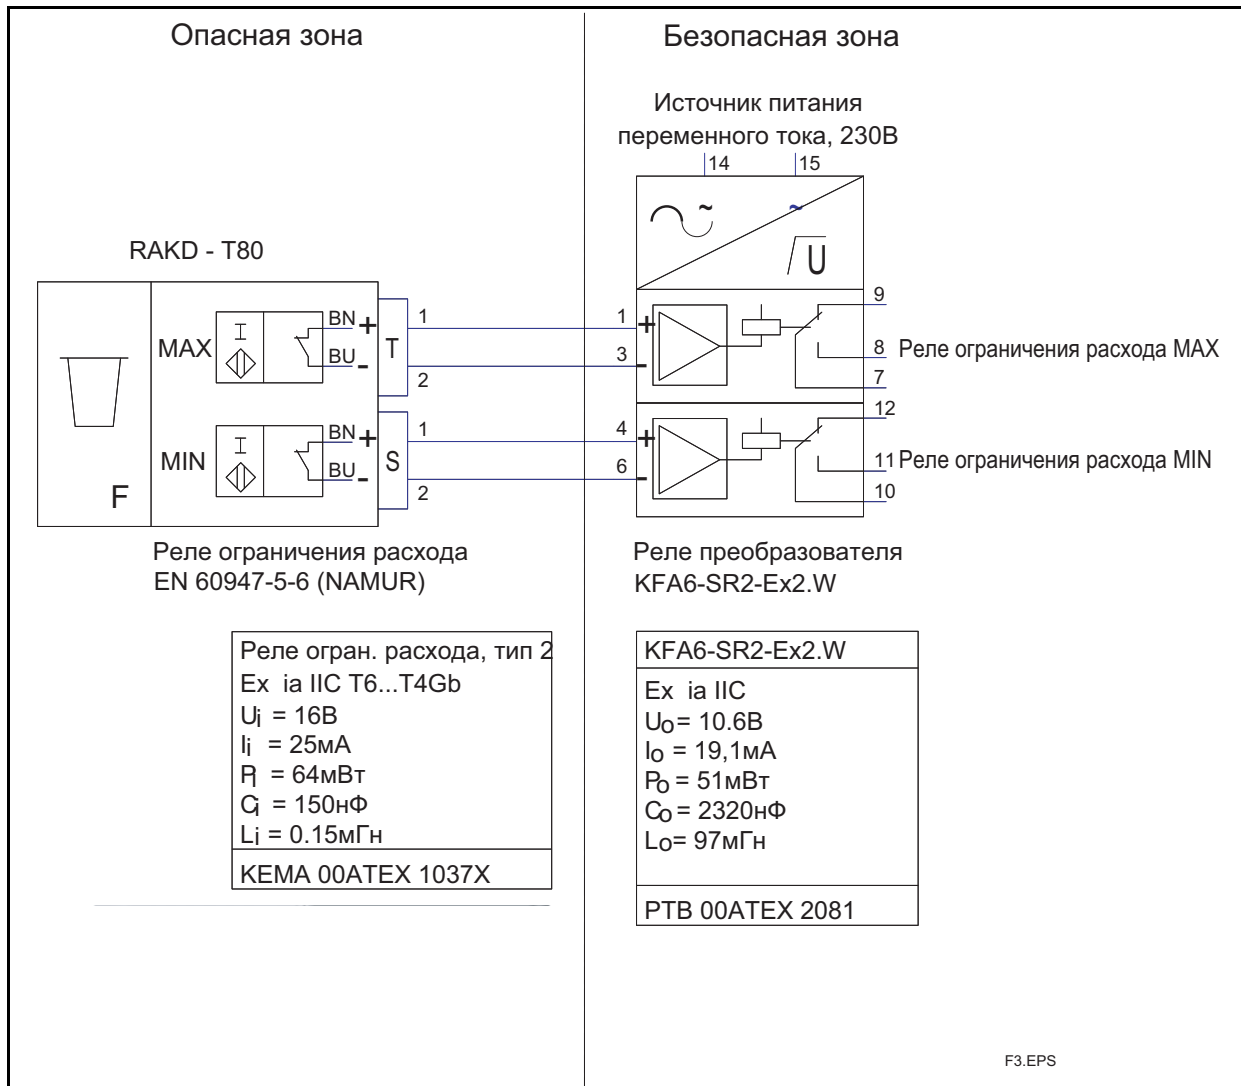 Опасная зона
Безопасная зона
Источник питания
переменного тока, 230В
14
15
~
~
U
RAKD - T80
MAX
I
BN +
BU -
T
1
2
1
+
3
-
9
8
Реле ограничения расхода MAX
7
MIN
I
BN +
BU -
S
1
2
4
+
6
-
12
11
Реле ограничения расхода MIN
10
F
Реле ограничения расхода
EN 60947-5-6 (NAMUR)
Реле преобразователя
KFA6-SR2-Ex2.W
Реле огран. расхода, тип 2
Ex ia IIC T6...T4Gb
Ui = 16В
Ii = 25мА
Pi = 64мВт
Ci = 150нФ
Li = 0.15мГн
KEMA 00ATEX 1037X
KFA6-SR2-Ex2.W
Ex ia IIC
Uo= 10.6В
Io = 19,1мА
Po = 51мВт
Co = 2320нФ
Lo= 97мГн
PTB 00ATEX 2081
F3.EPS